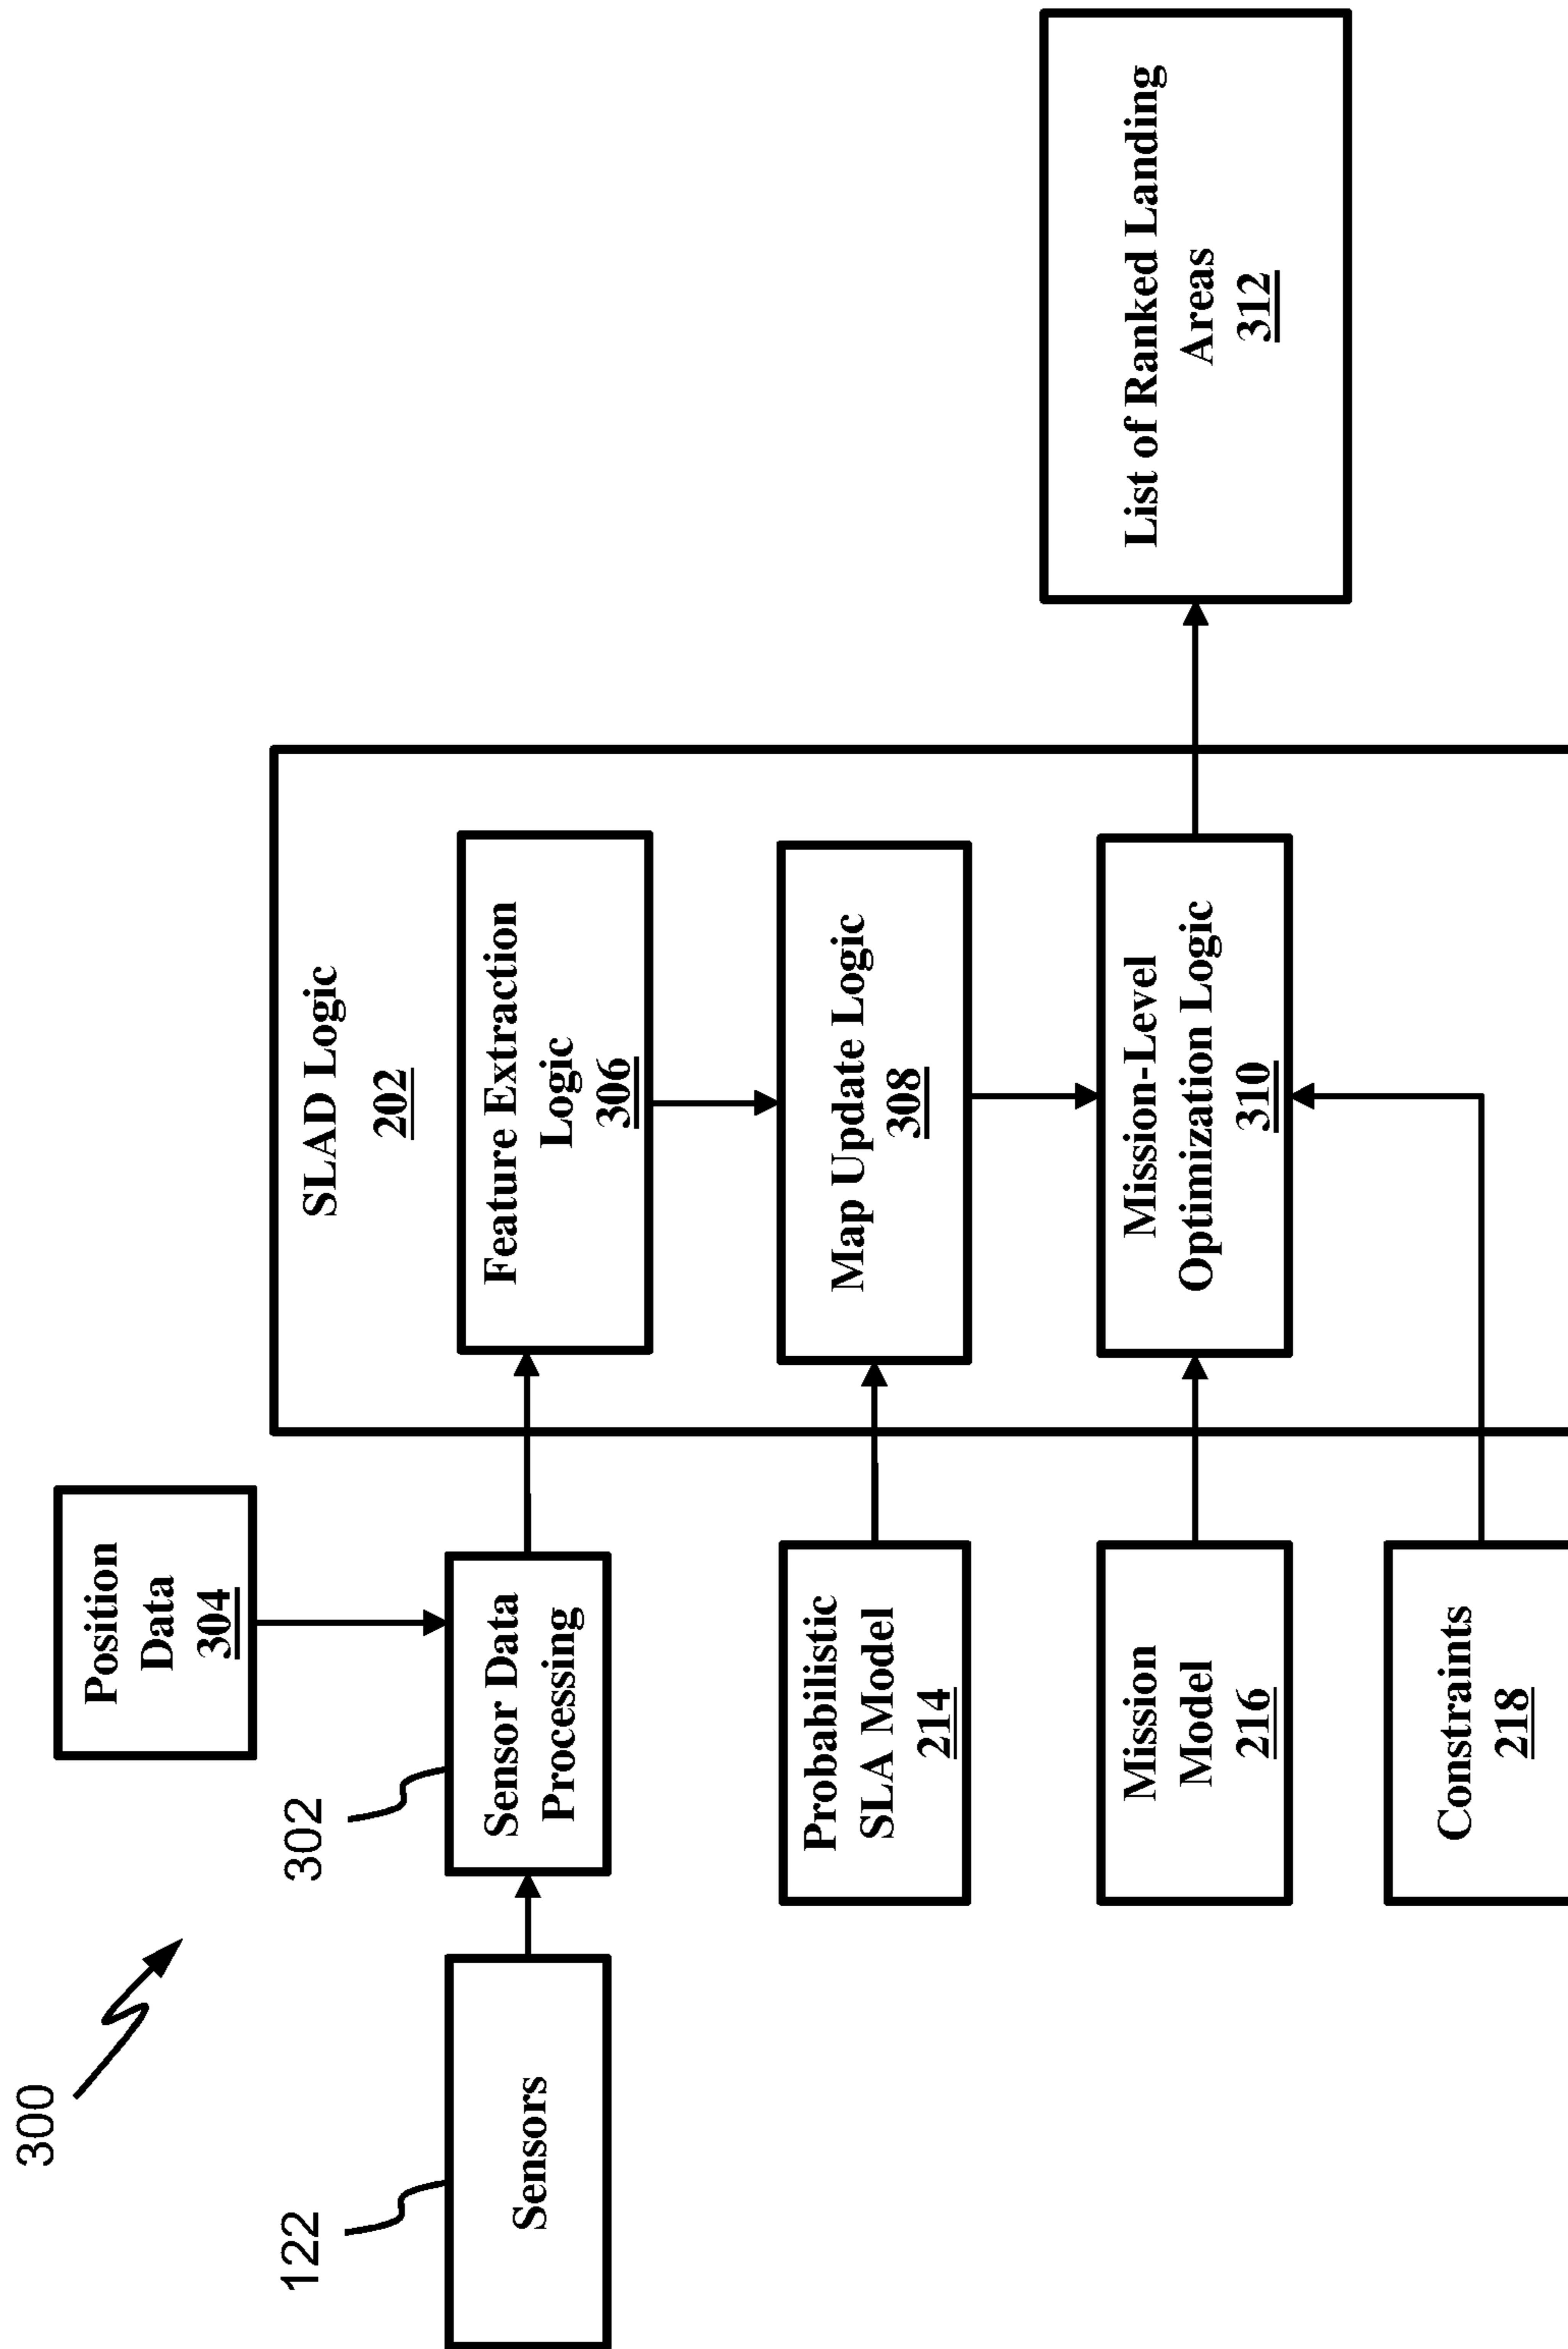 300
Position
Data
304
302
122
Sensors
Sensor Data
Processing
SLAD Logic
202
Feature Extraction
Logic
306
Probabilistic
SLA Model
214
Map Update Logic
308
Mission
Model
216
Mission-Level
Optimization Logic
310
List of Ranked Landing
Areas
312
Constraints
218